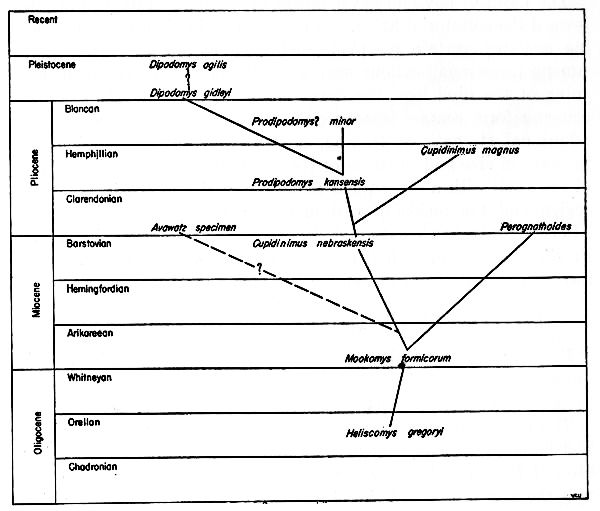 Recent
Pleistocene
Dipodomys agilis
Dipodomys gidleyi
Pliocene
Blancan
Prodipodomys? minor
Hemphillian
Cupidinimus magnus
Prodipodomys kansensis
Clarendonian
Avawatz specimen
Perognathoides
Miocene
Barstovian
Cupidinimus nebraskensis
?
Hemingfordian
Arikareean
Mookomys formicorum
Oligocene
Whitneyan
Orellan
Heliscomys gregoryi
Chadronian